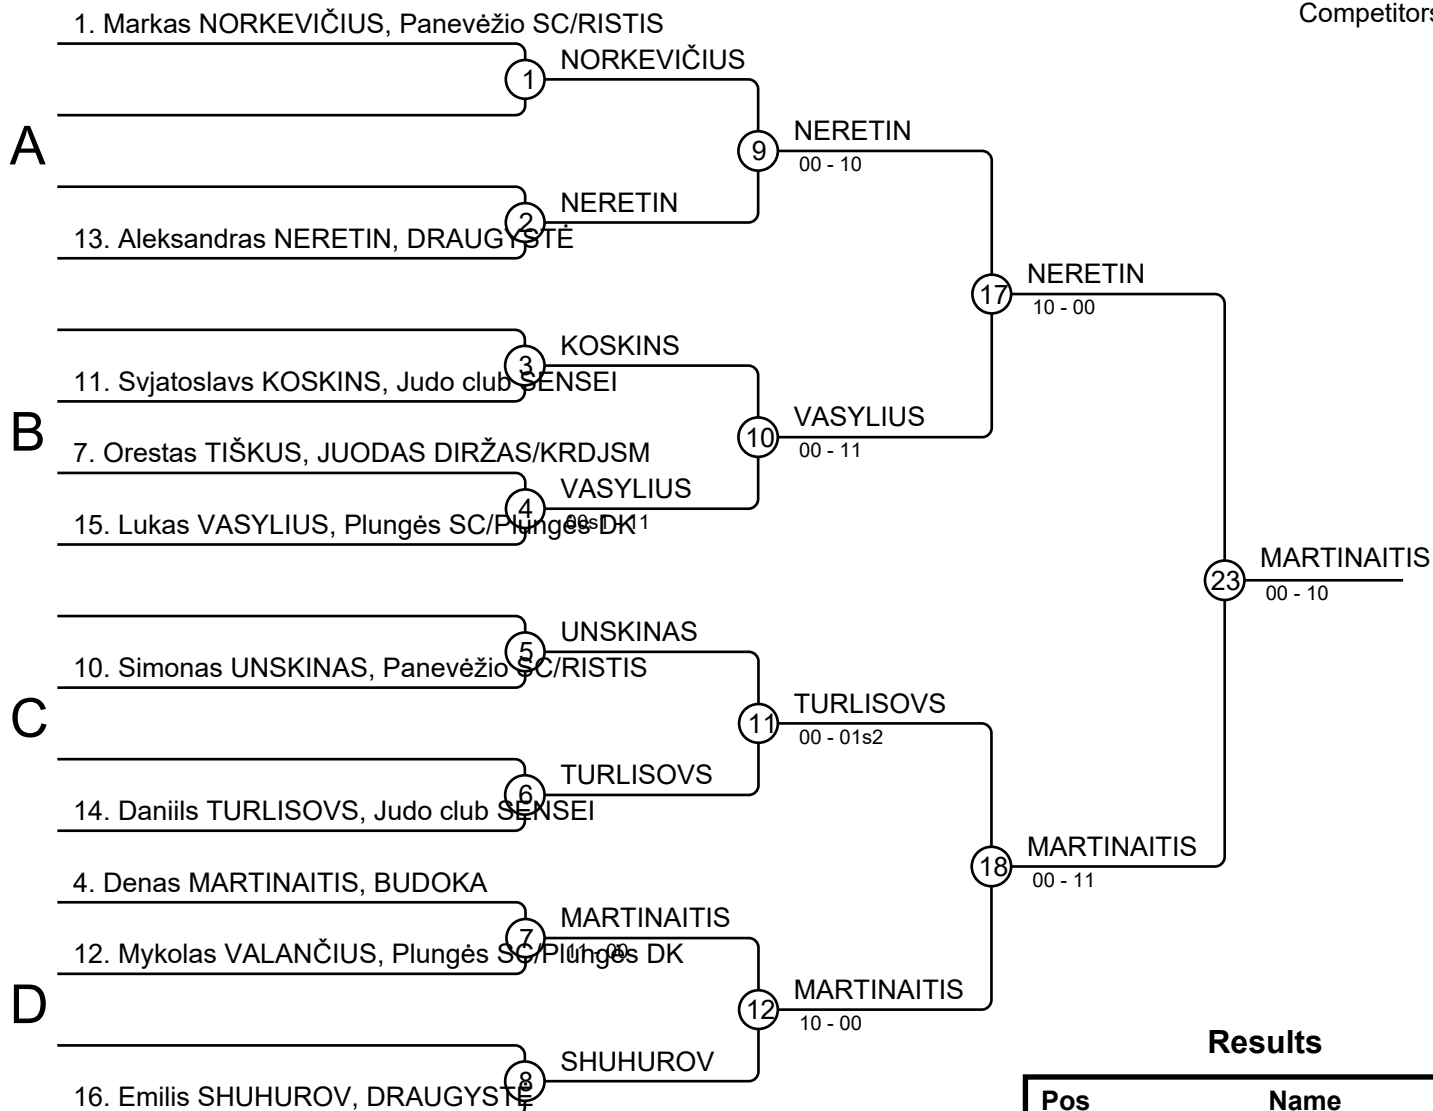 Competitors
1. Markas NORKEVIČIUS, Panevėžio SC/RISTIS
1
NORKEVIČIUS
A
9
NERETIN
00 - 10
2
NERETIN
13. Aleksandras NERETIN, DRAUGYSTĖ
17
NERETIN
10 - 00
3
KOSKINS
11. Svjatoslavs KOSKINS, Judo club SENSEI
B
10
VASYLIUS
00 - 11
7. Orestas TIŠKUS, JUODAS DIRŽAS/KRDJSM
4
VASYLIUS
00s1 - 11
15. Lukas VASYLIUS, Plungės SC/Plungės DK
23
MARTINAITIS
00 - 10
5
UNSKINAS
10. Simonas UNSKINAS, Panevėžio SC/RISTIS
C
11
TURLISOVS
00 - 01s2
6
TURLISOVS
14. Daniils TURLISOVS, Judo club SENSEI
18
MARTINAITIS
00 - 11
4. Denas MARTINAITIS, BUDOKA
7
MARTINAITIS
11 - 00
12. Mykolas VALANČIUS, Plungės SC/Plungės DK
D
12
MARTINAITIS
10 - 00
8
SHUHUROV
16. Emilis SHUHUROV, DRAUGYSTĖ
Results
Pos Name